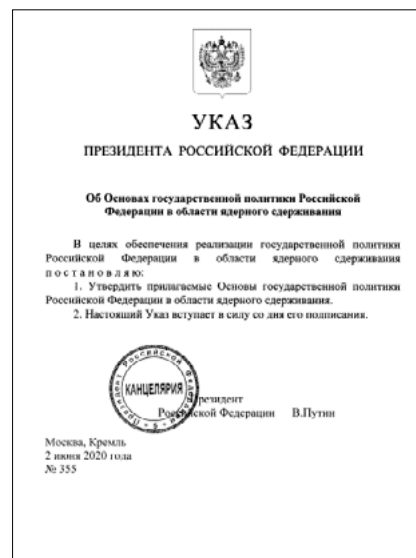 УКАЗ
ПРЕЗИДЕНТА РОССИЙСКОЙ ФЕДЕРАЦИИ
Об Основах государственной политики Российской
Федерации в области ядерного сдерживания
В целях обеспечения реализации государственной политики
Российской Федерации в области ядерного сдерживания
п о с т а н о в л я ю:
1. Утвердить прилагаемые Основы государственной политики
Российской Федерации в области ядерного сдерживания.
2. Настоящий Указ вступает в силу со дня его подписания.
КАНЦЕЛЯРИЯ
Президент
Российской Федерации В.Путин
Москва, Кремль
2 июня 2020 года
№ 355